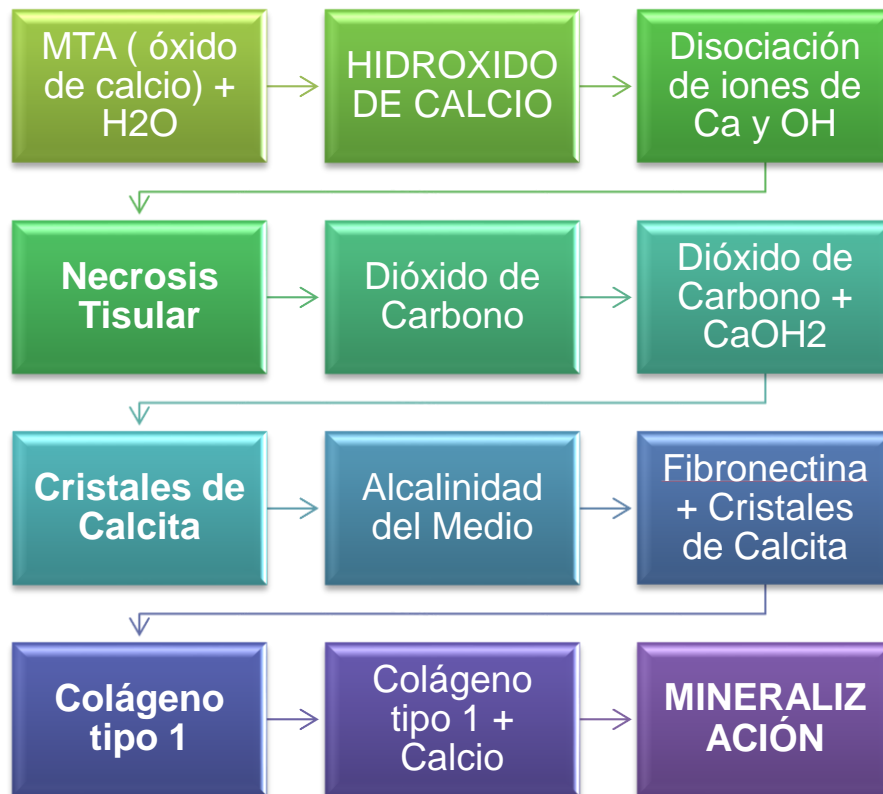 MTA ( óxido
de calcio) +
H2O
HIDROXIDO
DE CALCIO
Disociación
de iones de
Ca y OH
Necrosis
Tisular
Dióxido de
Carbono
Dióxido de
Carbono +
CaOH2
Cristales de
Calcita
Alcalinidad
del Medio
Fibronectina
+ Cristales
de Calcita
Colágeno
tipo 1
Colágeno
tipo 1 +
Calcio
MINERALIZ
ACIÓN